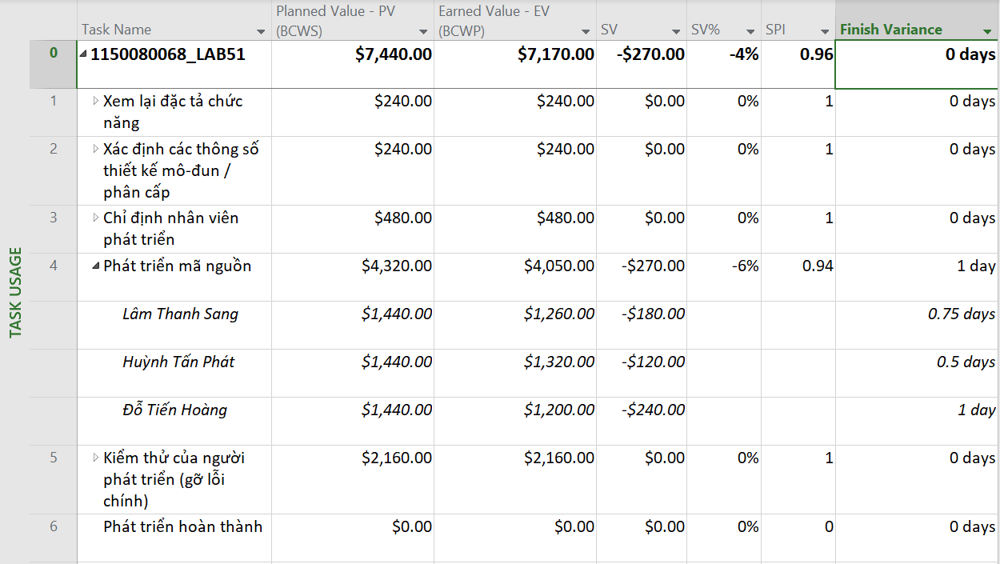 Task Name Planned Value - PV (BCWS) Earned Value - EV (BCWP) SV SV% SPI Finish Variance
0 1150080068_LAB51 $7,440.00 $7,170.00 -$270.00 -4% 0.96 0 days
1 Xem lại đặc tả chức $240.00 $240.00 $0.00 0% 1 0 days
năng
2 Xác định các thông số $240.00 $240.00 $0.00 0% 1 0 days
thiết kế mô-đun /
phân cấp
3 Chỉ định nhân viên $480.00 $480.00 $0.00 0% 1 0 days
phát triển
4 Phát triển mã nguồn $4,320.00 $4,050.00 -$270.00 -6% 0.94 1 day
Lâm Thanh Sang $1,440.00 $1,260.00 -$180.00 0.75 days
Huỳnh Tấn Phát $1,440.00 $1,320.00 -$120.00 0.5 days
Đỗ Tiến Hoàng $1,440.00 $1,200.00 -$240.00 1 day
5 Kiểm thử của người $2,160.00 $2,160.00 $0.00 0% 1 0 days
phát triển (gỡ lỗi
chính)
6 Phát triển hoàn thành $0.00 $0.00 $0.00 0% 0 0 days
TASK USAGE